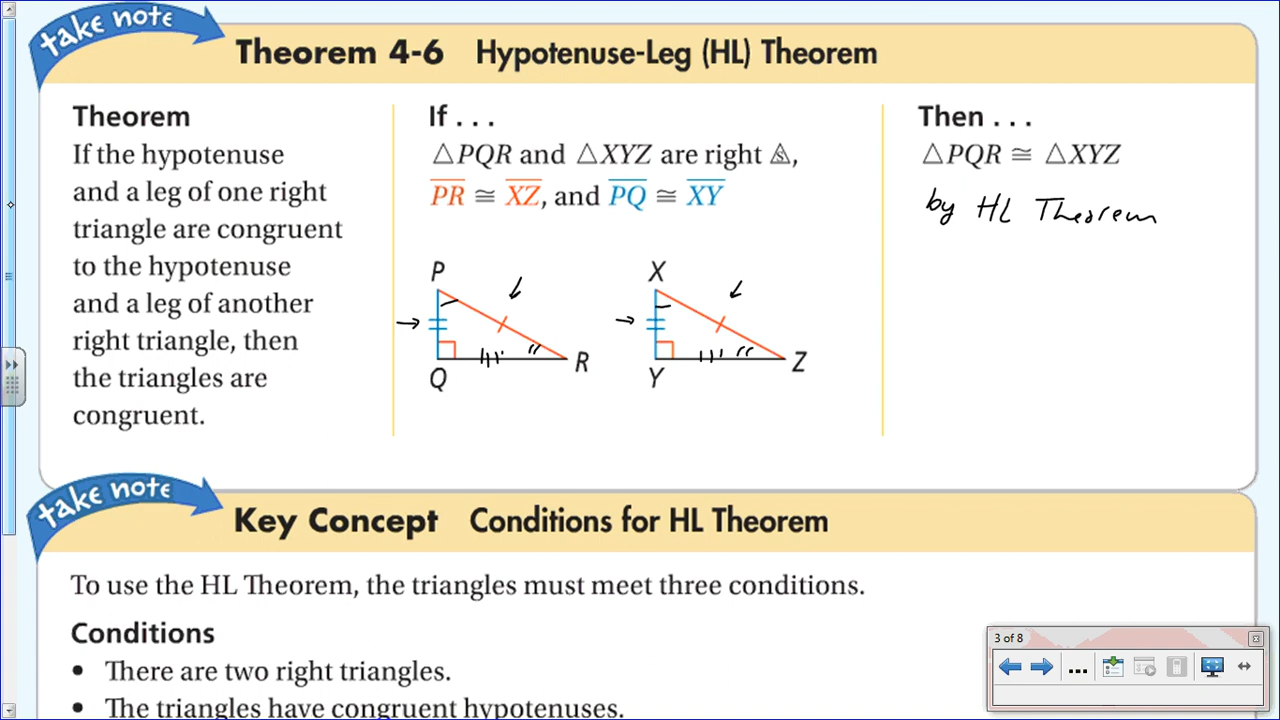 take note
Theorem 4-6 Hypotenuse-Leg (HL) Theorem
Theorem
If the hypotenuse
and a leg of one right
triangle are congruent
to the hypotenuse
and a leg of another
right triangle, then
the triangles are
congruent.
If . . .
△PQR and △XYZ are right △s,
PR ≅ XZ, and PQ ≅ XY
P
Q
R
X
Y
Z
Then . . .
△PQR ≅ △XYZ
by HL Theorem
take note
Key Concept Conditions for HL Theorem
To use the HL Theorem, the triangles must meet three conditions.
Conditions
• There are two right triangles.
• The triangles have congruent hypotenuses.
3 of 8